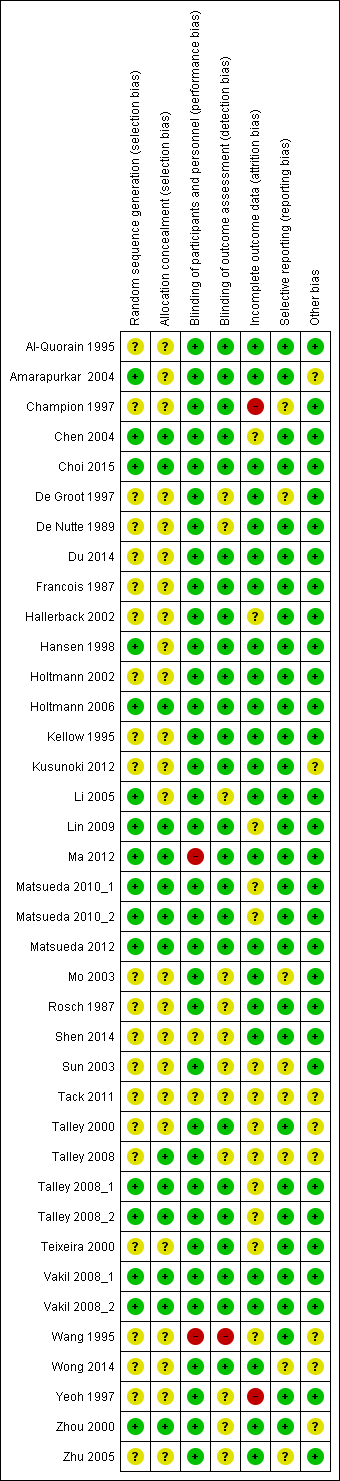 Random sequence generation (selection bias)
Allocation concealment (selection bias)
Blinding of participants and personnel (performance bias)
Blinding of outcome assessment (detection bias)
Incomplete outcome data (attrition bias)
Selective reporting (reporting bias)
Other bias
Al-Quorain 1995 ? ? + + + + +
Amarapurkar 2004 + ? + + + + ?
Champion 1997 ? ? + + - ? +
Chen 2004 + + + + ? + +
Choi 2015 + + + + + + +
De Groot 1997 ? ? + ? + ? +
De Nutte 1989 ? ? + ? + + +
Du 2014 ? ? + + + + +
Francois 1987 ? ? + + + + +
Hallerback 2002 ? ? + + ? + +
Hansen 1998 + ? + + + + +
Holtmann 2002 ? ? + + + + +
Holtmann 2006 + + + + + + +
Kellow 1995 ? ? + + + + +
Kusunoki 2012 ? ? + + + + ?
Li 2005 + ? + ? + + +
Lin 2009 + + + + ? + +
Ma 2012 + + - + + + +
Matsueda 2010_1 + + + + ? + +
Matsueda 2010_2 + + + + ? + +
Matsueda 2012 + + + + + + +
Mo 2003 ? ? + ? + ? +
Rosch 1987 ? ? + ? + + +
Shen 2014 ? ? ? ? + + +
Sun 2003 ? ? + ? ? ? +
Tack 2011 ? ? ? ? ? ? ?
Talley 2000 ? ? + + ? + ?
Talley 2008 ? + + ? ? ? ?
Talley 2008_1 + + + + ? + +
Talley 2008_2 + + + + ? + +
Teixeira 2000 ? ? + + ? + +
Vakil 2008_1 + + + + + + +
Vakil 2008_2 + + + + + + +
Wang 1995 ? ? - - ? + ?
Wong 2014 ? ? + + + ? ?
Yeoh 1997 ? ? + ? - + +
Zhou 2000 + + + ? + + ?
Zhu 2005 ? ? + ? + ? +